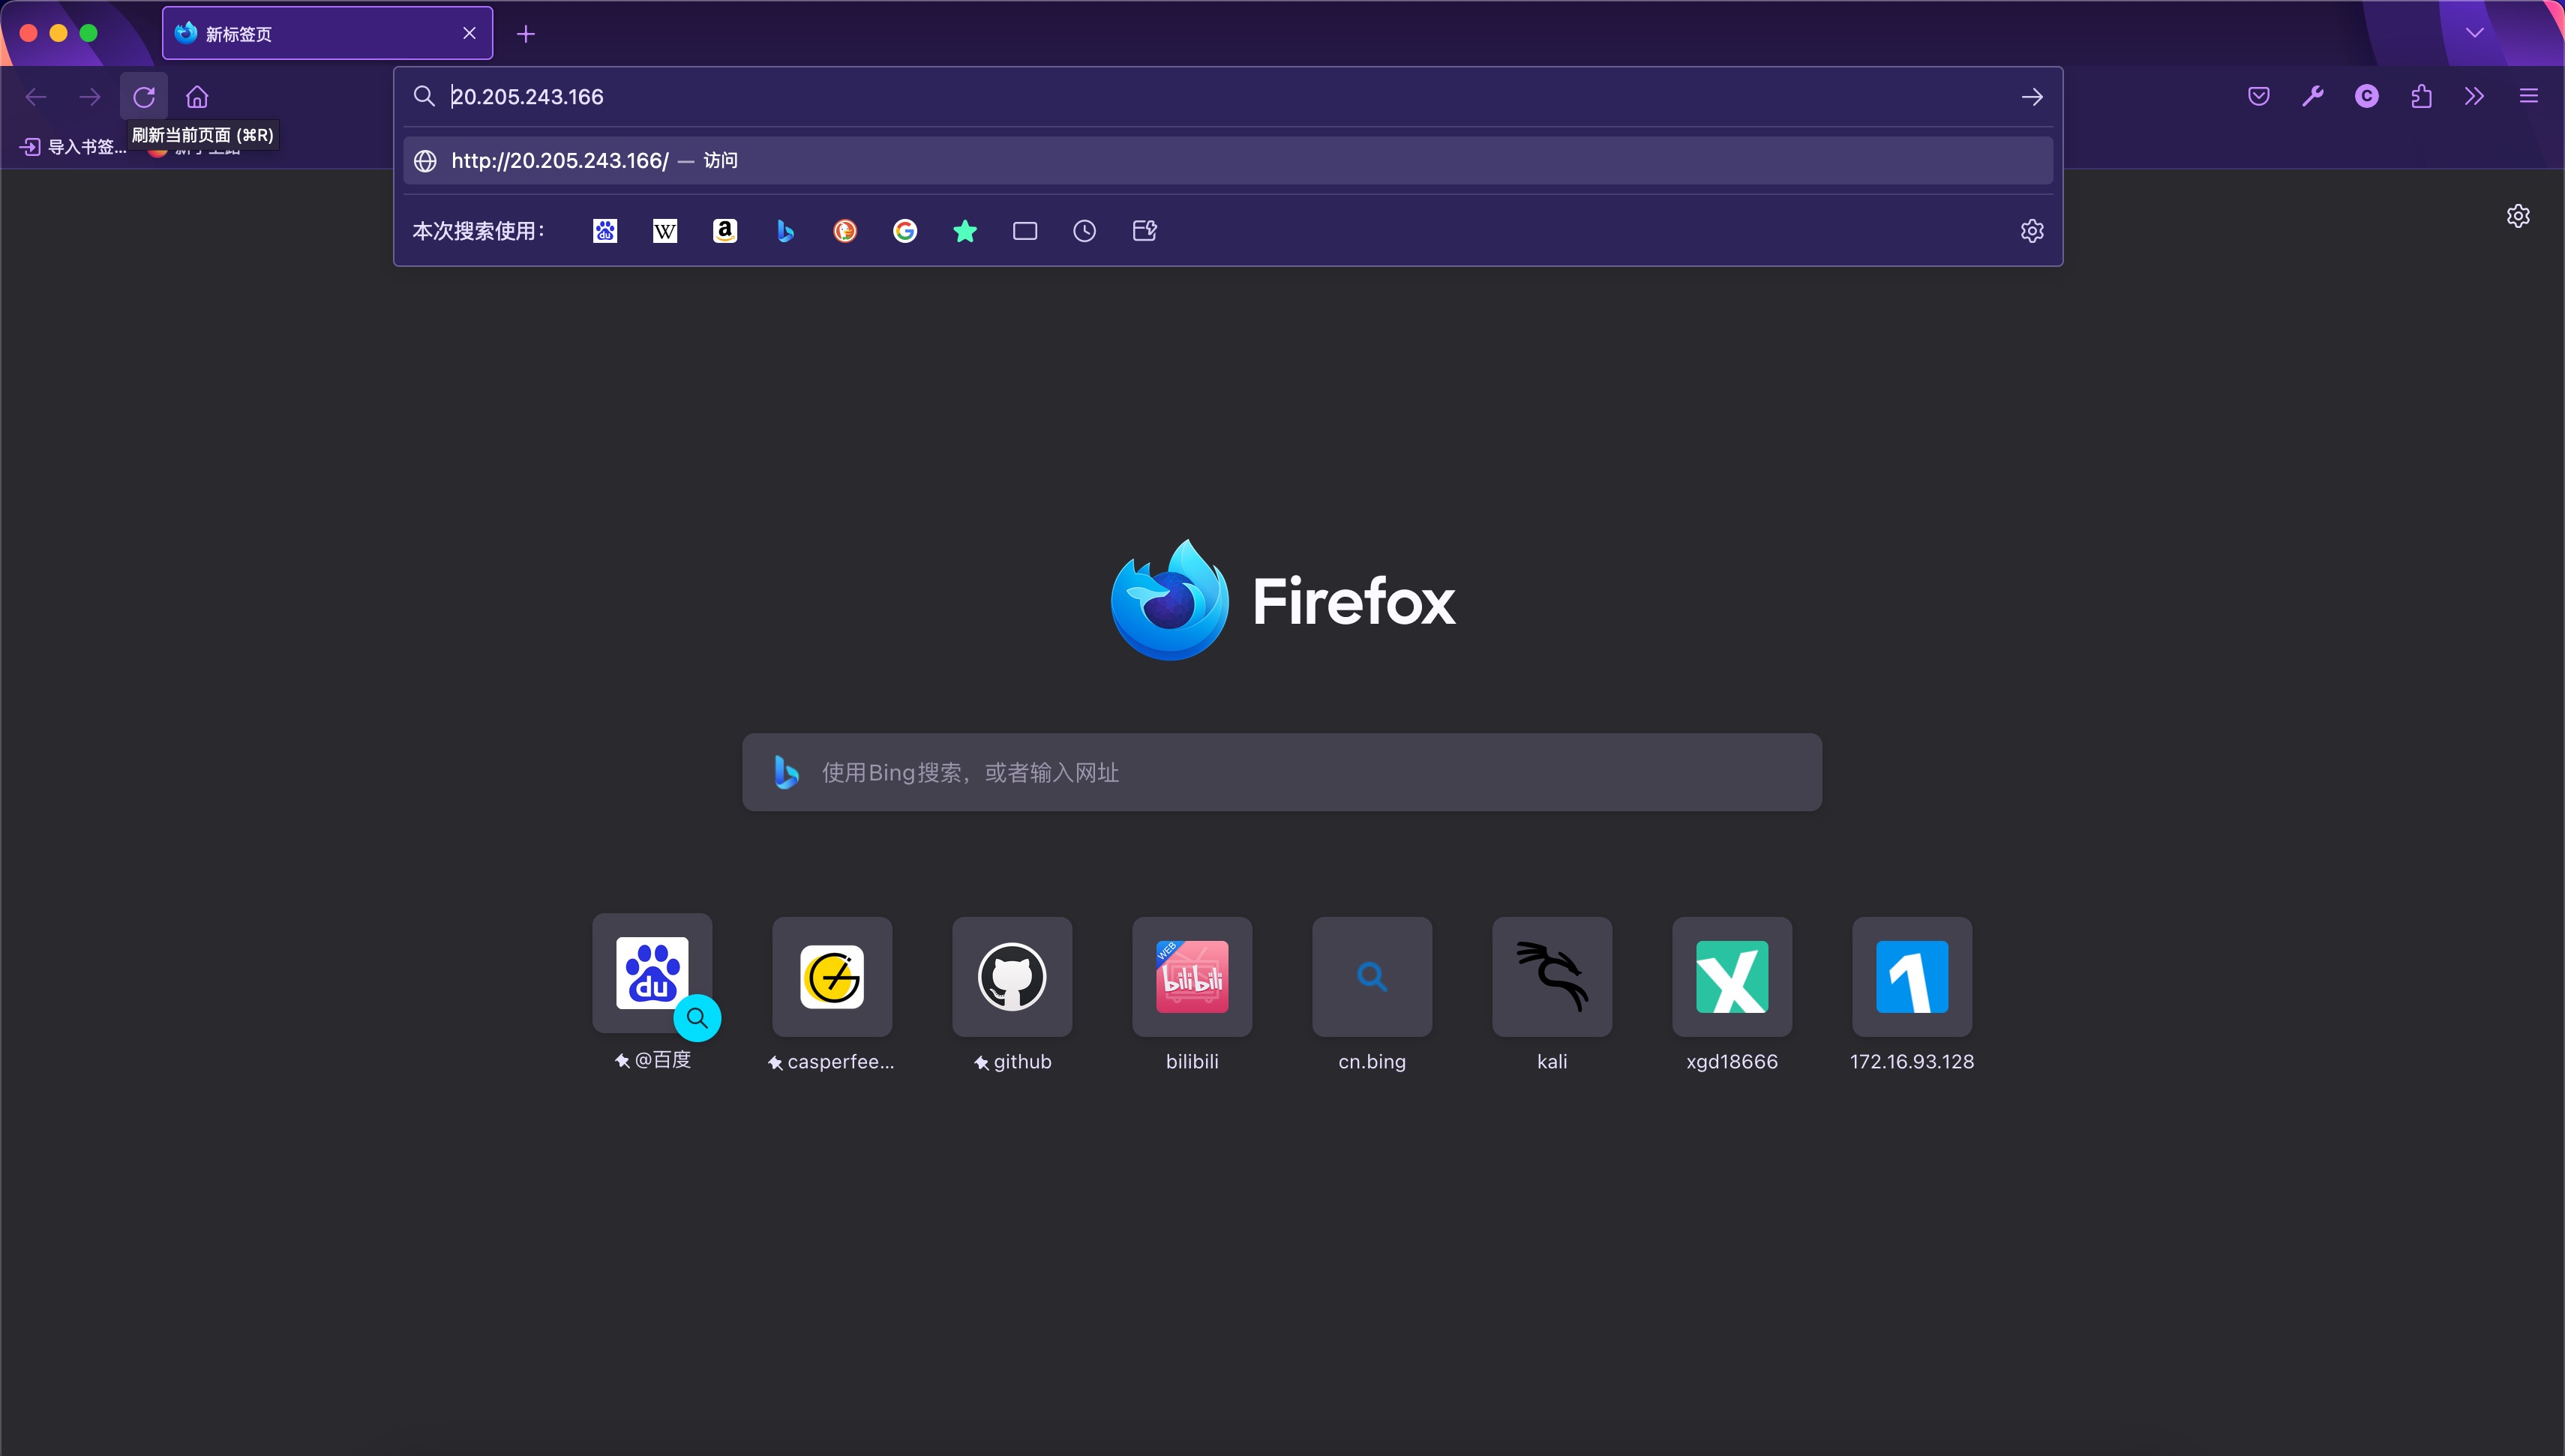 新标签页
20.205.243.166
刷新当前页面 (⌘R)
导入书签...
http://20.205.243.166/ — 访问
本次搜索使用：
Firefox
使用Bing搜索，或者输入网址
du
WEB
bilibili
@百度
casperfee...
github
bilibili
cn.bing
kali
xgd18666
172.16.93.128